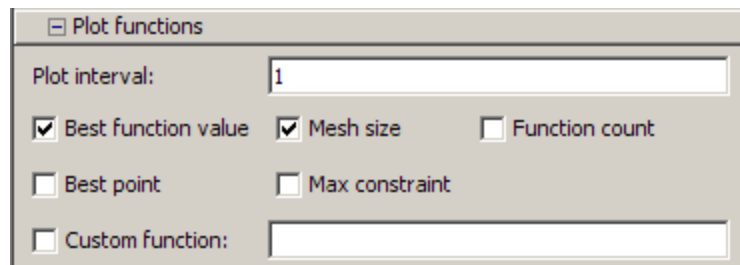 Plot functions
Plot interval: 1
Best function value Mesh size Function count
Best point Max constraint
Custom function: